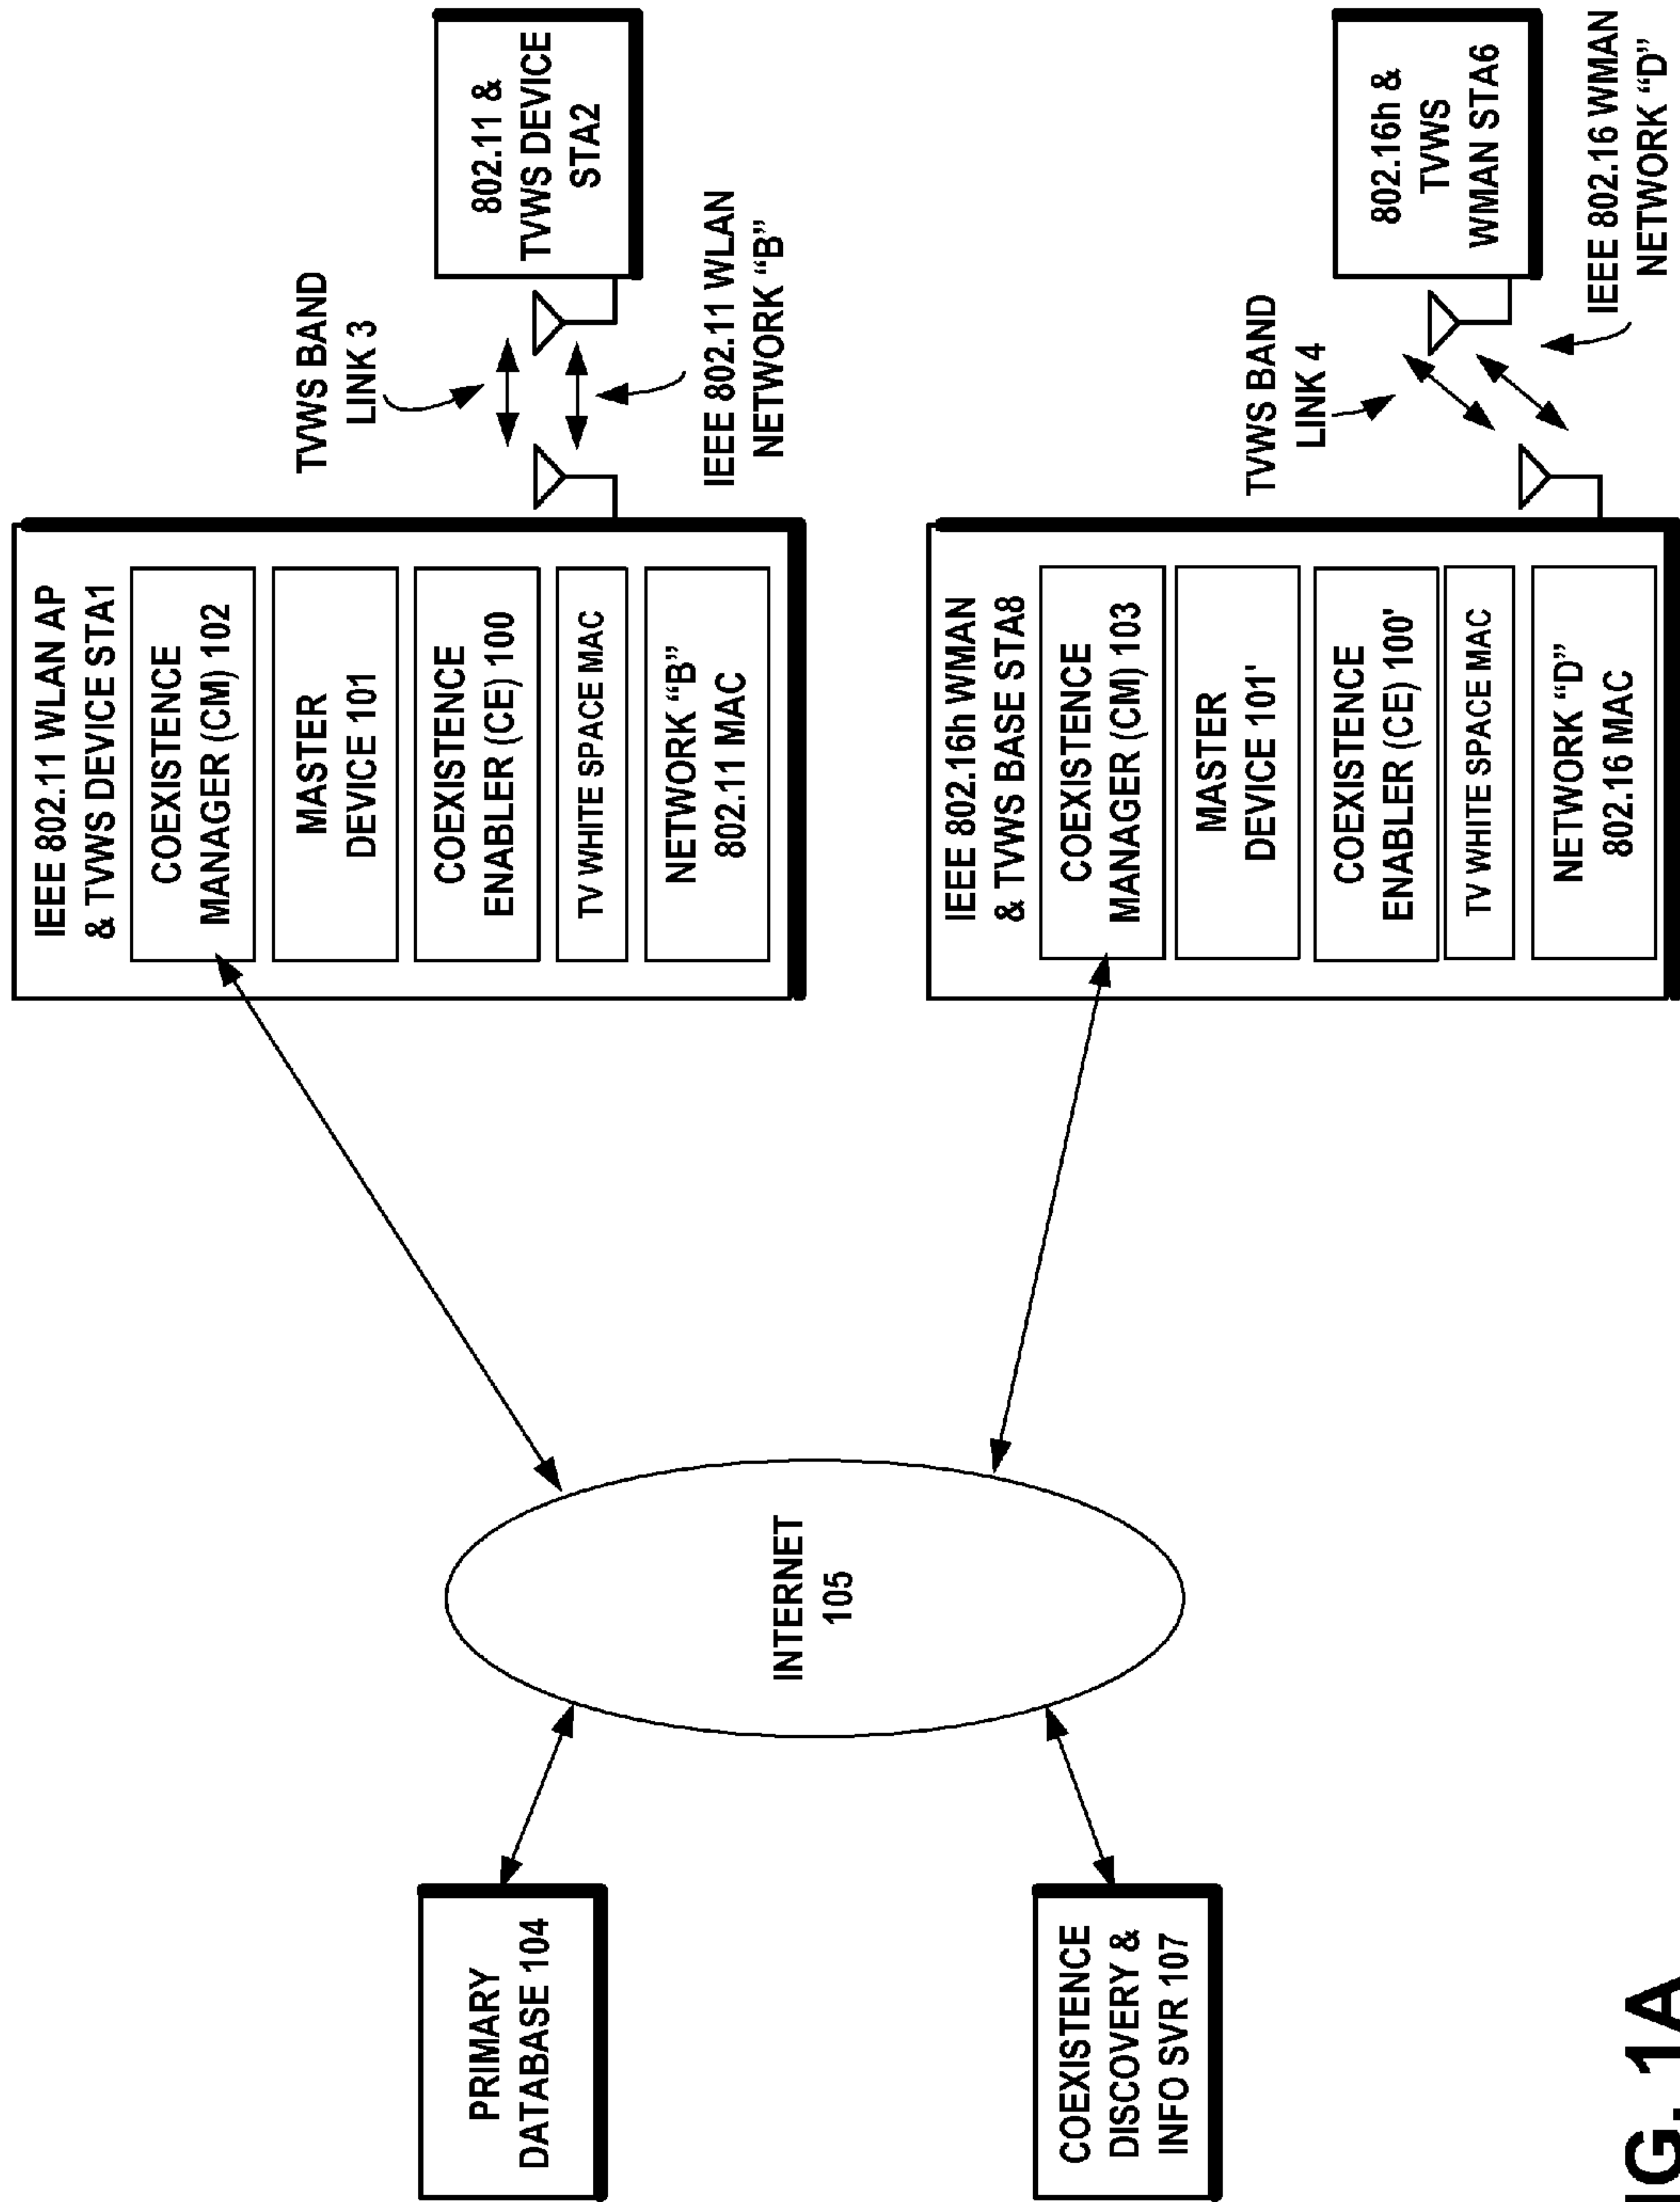 PRIMARY
DATABASE 104
COEXISTENCE
DISCOVERY &
INFO SVR 107
INTERNET
105
IEEE 802.11 WLAN AP
& TVWS DEVICE STA1
COEXISTENCE
MANAGER (CM) 102
MASTER
DEVICE 101
COEXISTENCE
ENABLER (CE) 100
TV WHITE SPACE MAC
NETWORK “B”
802.11 MAC
TVWS BAND
LINK 3
IEEE 802.11 WLAN
NETWORK “B”
802.11 &
TVWS DEVICE
STA2
IEEE 802.16h WMAN
& TVWS BASE STA8
COEXISTENCE
MANAGER (CM) 103
MASTER
DEVICE 101'
COEXISTENCE
ENABLER (CE) 100'
TV WHITE SPACE MAC
NETWORK “D”
802.16 MAC
TVWS BAND
LINK 4
IEEE 802.16 WMAN
NETWORK “D”
802.16h &
TVWS
WMAN STA6
IG. 1A